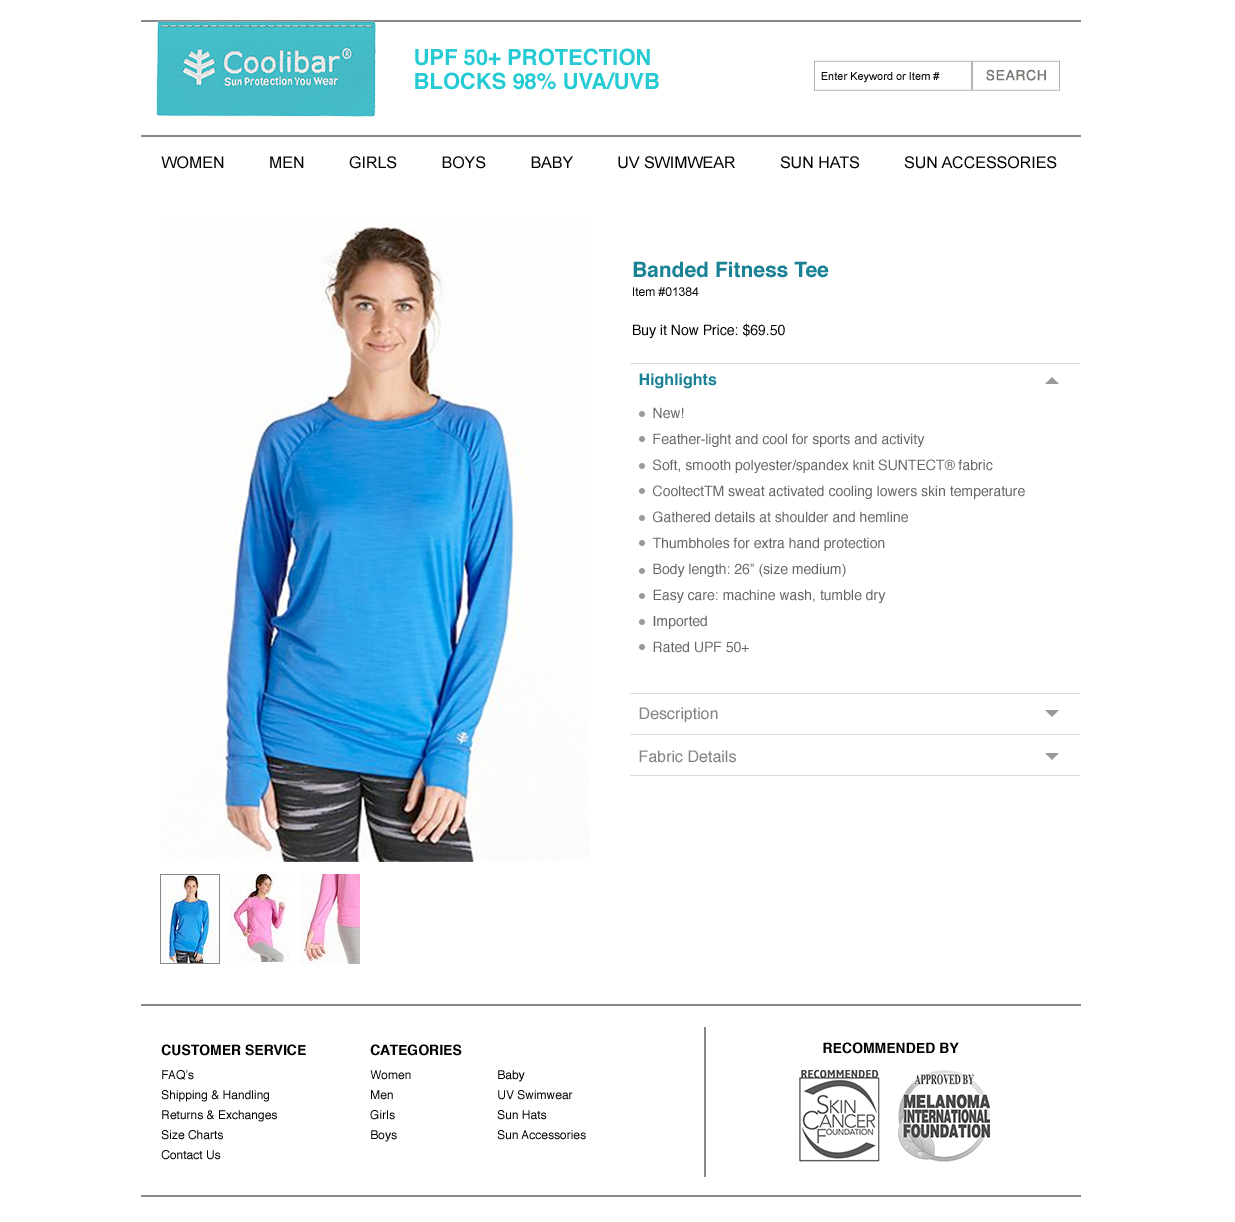 Coolibar®
Sun Protection You Wear
UPF 50+ PROTECTION
BLOCKS 98% UVA/UVB
Enter Keyword or Item #
SEARCH
WOMEN MEN GIRLS BOYS BABY UV SWIMWEAR SUN HATS SUN ACCESSORIES
Banded Fitness Tee
Item #01384
Buy it Now Price: $69.50
Highlights
New!
Feather-light and cool for sports and activity
Soft, smooth polyester/spandex knit SUNTECT® fabric
CooltectTM sweat activated cooling lowers skin temperature
Gathered details at shoulder and hemline
Thumbholes for extra hand protection
Body length: 26” (size medium)
Easy care: machine wash, tumble dry
Imported
Rated UPF 50+
Description
Fabric Details
CUSTOMER SERVICE
FAQ's
Shipping & Handling
Returns & Exchanges
Size Charts
Contact Us
CATEGORIES
Women
Men
Girls
Boys
Baby
UV Swimwear
Sun Hats
Sun Accessories
RECOMMENDED BY
RECOMMENDED
SKIN
CANCER
FOUNDATION
APPROVED BY
MELANOMA
INTERNATIONAL
FOUNDATION